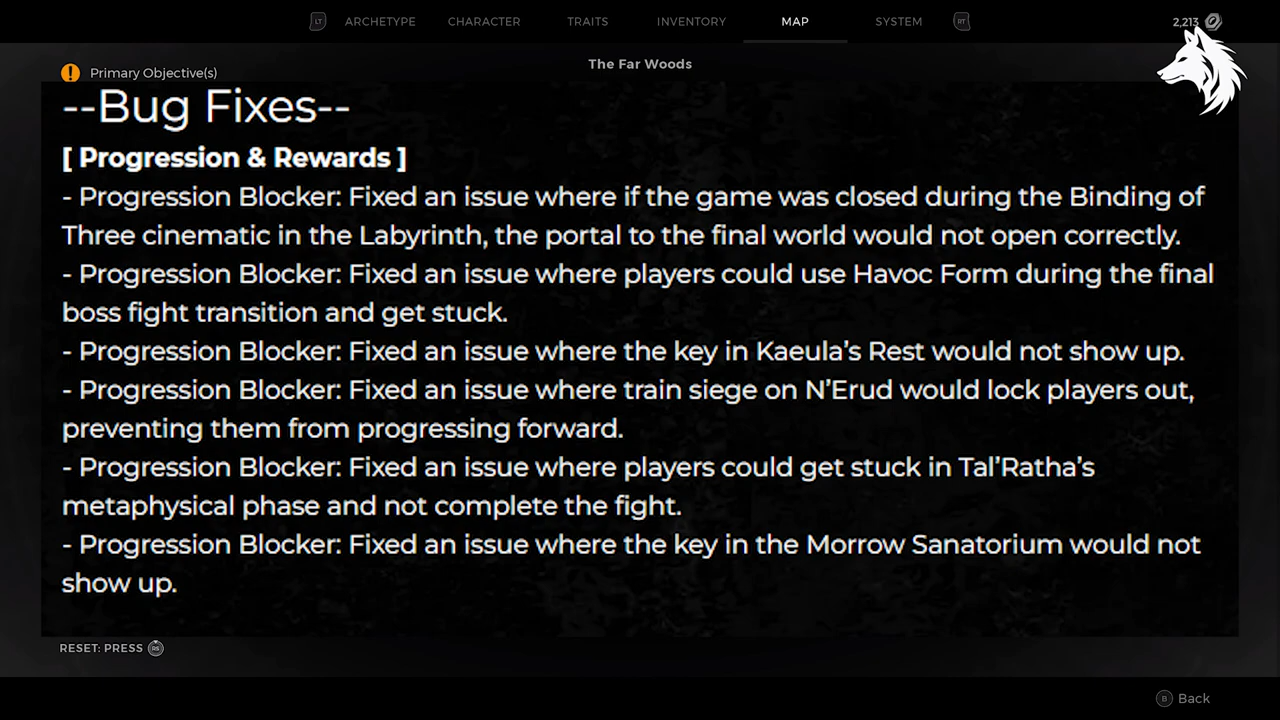 LT ARCHETYPE CHARACTER TRAITS INVENTORY MAP SYSTEM RT 2,213
The Far Woods
! Primary Objective(s)
--Bug Fixes--
[ Progression & Rewards ]
- Progression Blocker: Fixed an issue where if the game was closed during the Binding of
Three cinematic in the Labyrinth, the portal to the final world would not open correctly.
- Progression Blocker: Fixed an issue where players could use Havoc Form during the final
boss fight transition and get stuck.
- Progression Blocker: Fixed an issue where the key in Kaeula’s Rest would not show up.
- Progression Blocker: Fixed an issue where train siege on N’Erud would lock players out,
preventing them from progressing forward.
- Progression Blocker: Fixed an issue where players could get stuck in Tal’Ratha’s
metaphysical phase and not complete the fight.
- Progression Blocker: Fixed an issue where the key in the Morrow Sanatorium would not
show up.
RESET: PRESS RS
B Back